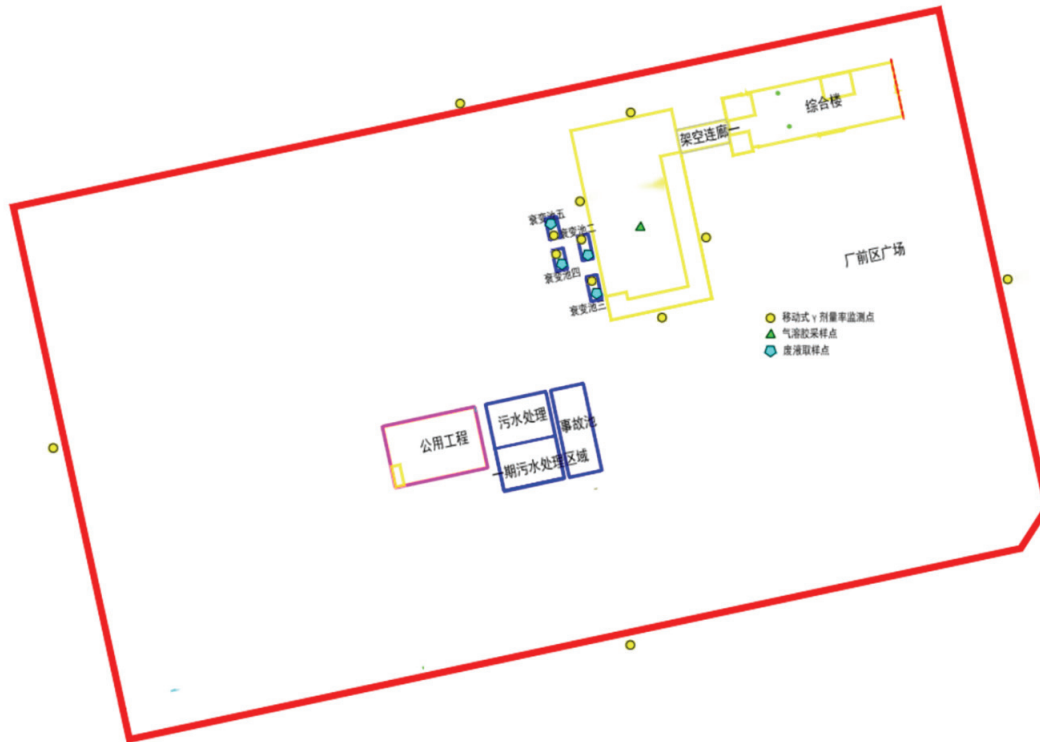 综合楼
架空连廊一
衰变池五
衰变池二
厂前区广场
衰变池四
衰变池三
移动式γ剂量率监测点
气溶胶采样点
废液取样点
污水处理
事故池
公用工程
一期污水处理区域